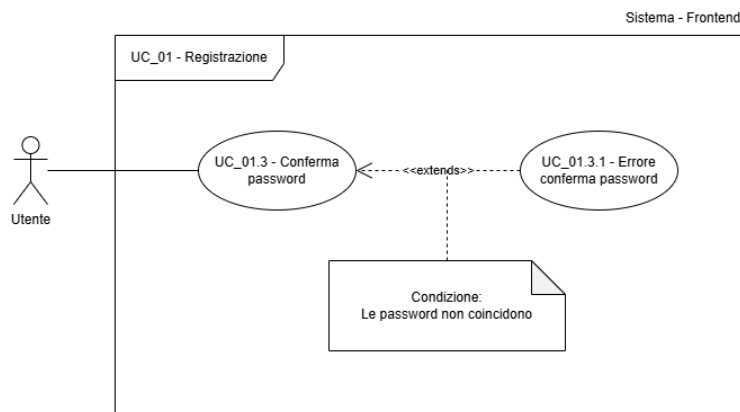 Sistema - Frontend
UC_01 - Registrazione
UC_01.3 - Conferma
password
<<extends>>
UC_01.3.1 - Errore
conferma password
Utente
Condizione:
Le password non coincidono